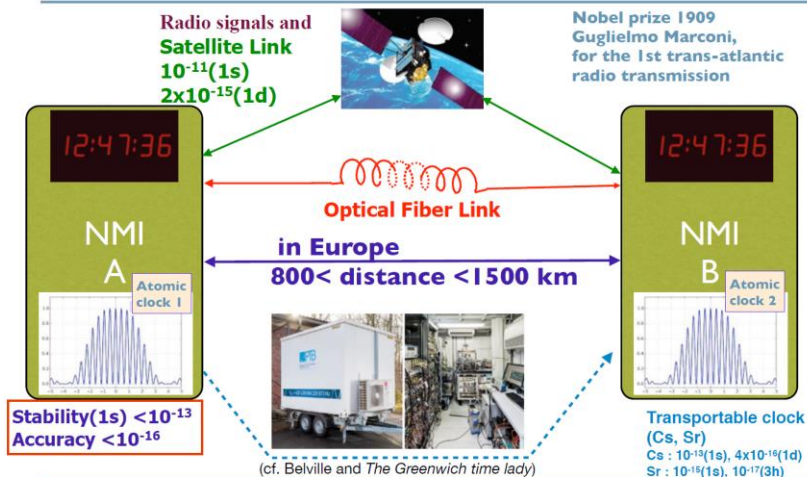 Radio signals and
Satellite Link
10⁻¹¹(1s)
2x10⁻¹⁵(1d)
Nobel prize 1909
Guglielmo Marconi,
for the 1st trans-atlantic
radio transmission
12:47:36
12:47:36
Optical Fiber Link
NMI
A
NMI
B
in Europe
800< distance <1500 km
Atomic
clock 1
Atomic
clock 2
PTB
Stability(1s) <10⁻¹³
Accuracy <10⁻¹⁶
Transportable clock
(Cs, Sr)
Cs : 10⁻¹³(1s), 4x10⁻¹⁶(1d)
Sr : 10⁻¹⁵(1s), 10⁻¹⁷(3h)
(cf. Belville and The Greenwich time lady)